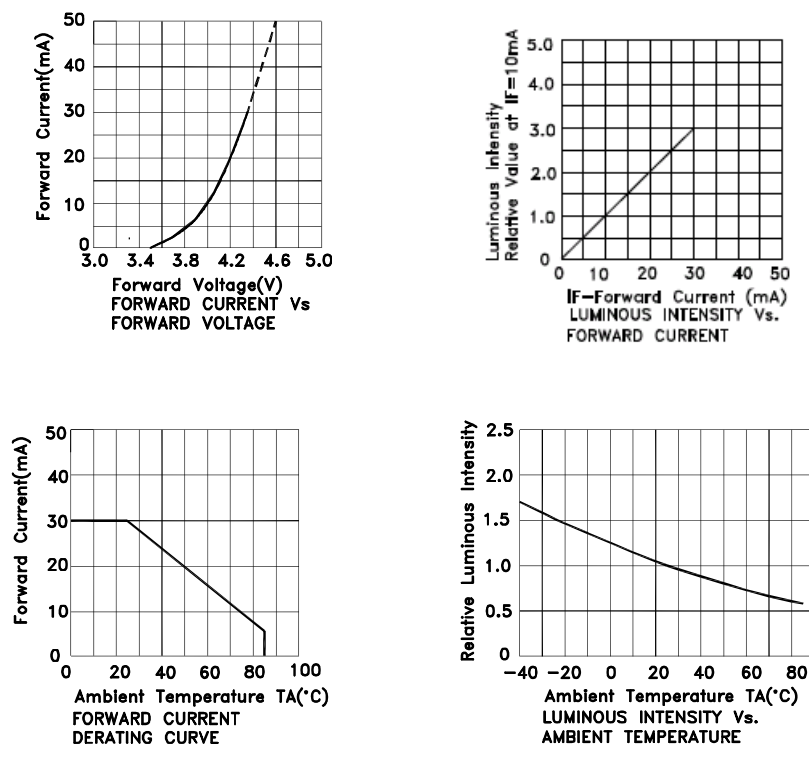 Forward Current(mA)
50
40
30
20
10
0
3.0 3.4 3.8 4.2 4.6 5.0
Forward Voltage(V)
FORWARD CURRENT Vs
FORWARD VOLTAGE
Luminous Intensity
Relative Value at IF=10mA
5.0
4.0
3.0
2.0
1.0
0
0 10 20 30 40 50
IF-Forward Current (mA)
LUMINOUS INTENSITY Vs.
FORWARD CURRENT
Forward Current(mA)
50
40
30
20
10
0
0 20 40 60 80 100
Ambient Temperature TA(°C)
FORWARD CURRENT
DERATING CURVE
Relative Luminous Intensity
2.5
2.0
1.5
1.0
0.5
0
-40 -20 0 20 40 60 80
Ambient Temperature TA(°C)
LUMINOUS INTENSITY Vs.
AMBIENT TEMPERATURE